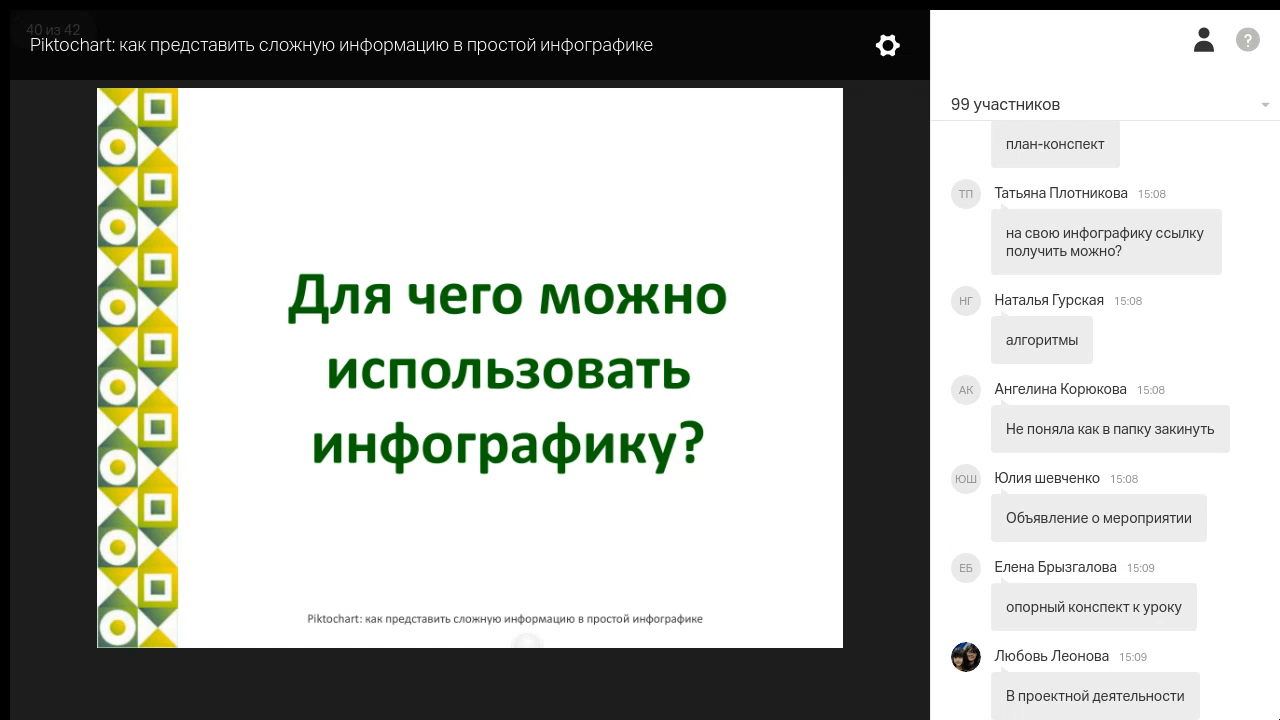 40 из 42
Piktochart: как представить сложную информацию в простой инфографике
Для чего можно
использовать
инфографику?
Piktochart: как представить сложную информацию в простой инфографике
?
99 участников
план-конспект
ТП Татьяна Плотникова 15:08
на свою инфографику ссылку
получить можно?
НГ Наталья Гурская 15:08
алгоритмы
АК Ангелина Корюкова 15:08
Не поняла как в папку закинуть
ЮШ Юлия шевченко 15:08
Объявление о мероприятии
ЕБ Елена Брызгалова 15:09
опорный конспект к уроку
Любовь Леонова 15:09
В проектной деятельности